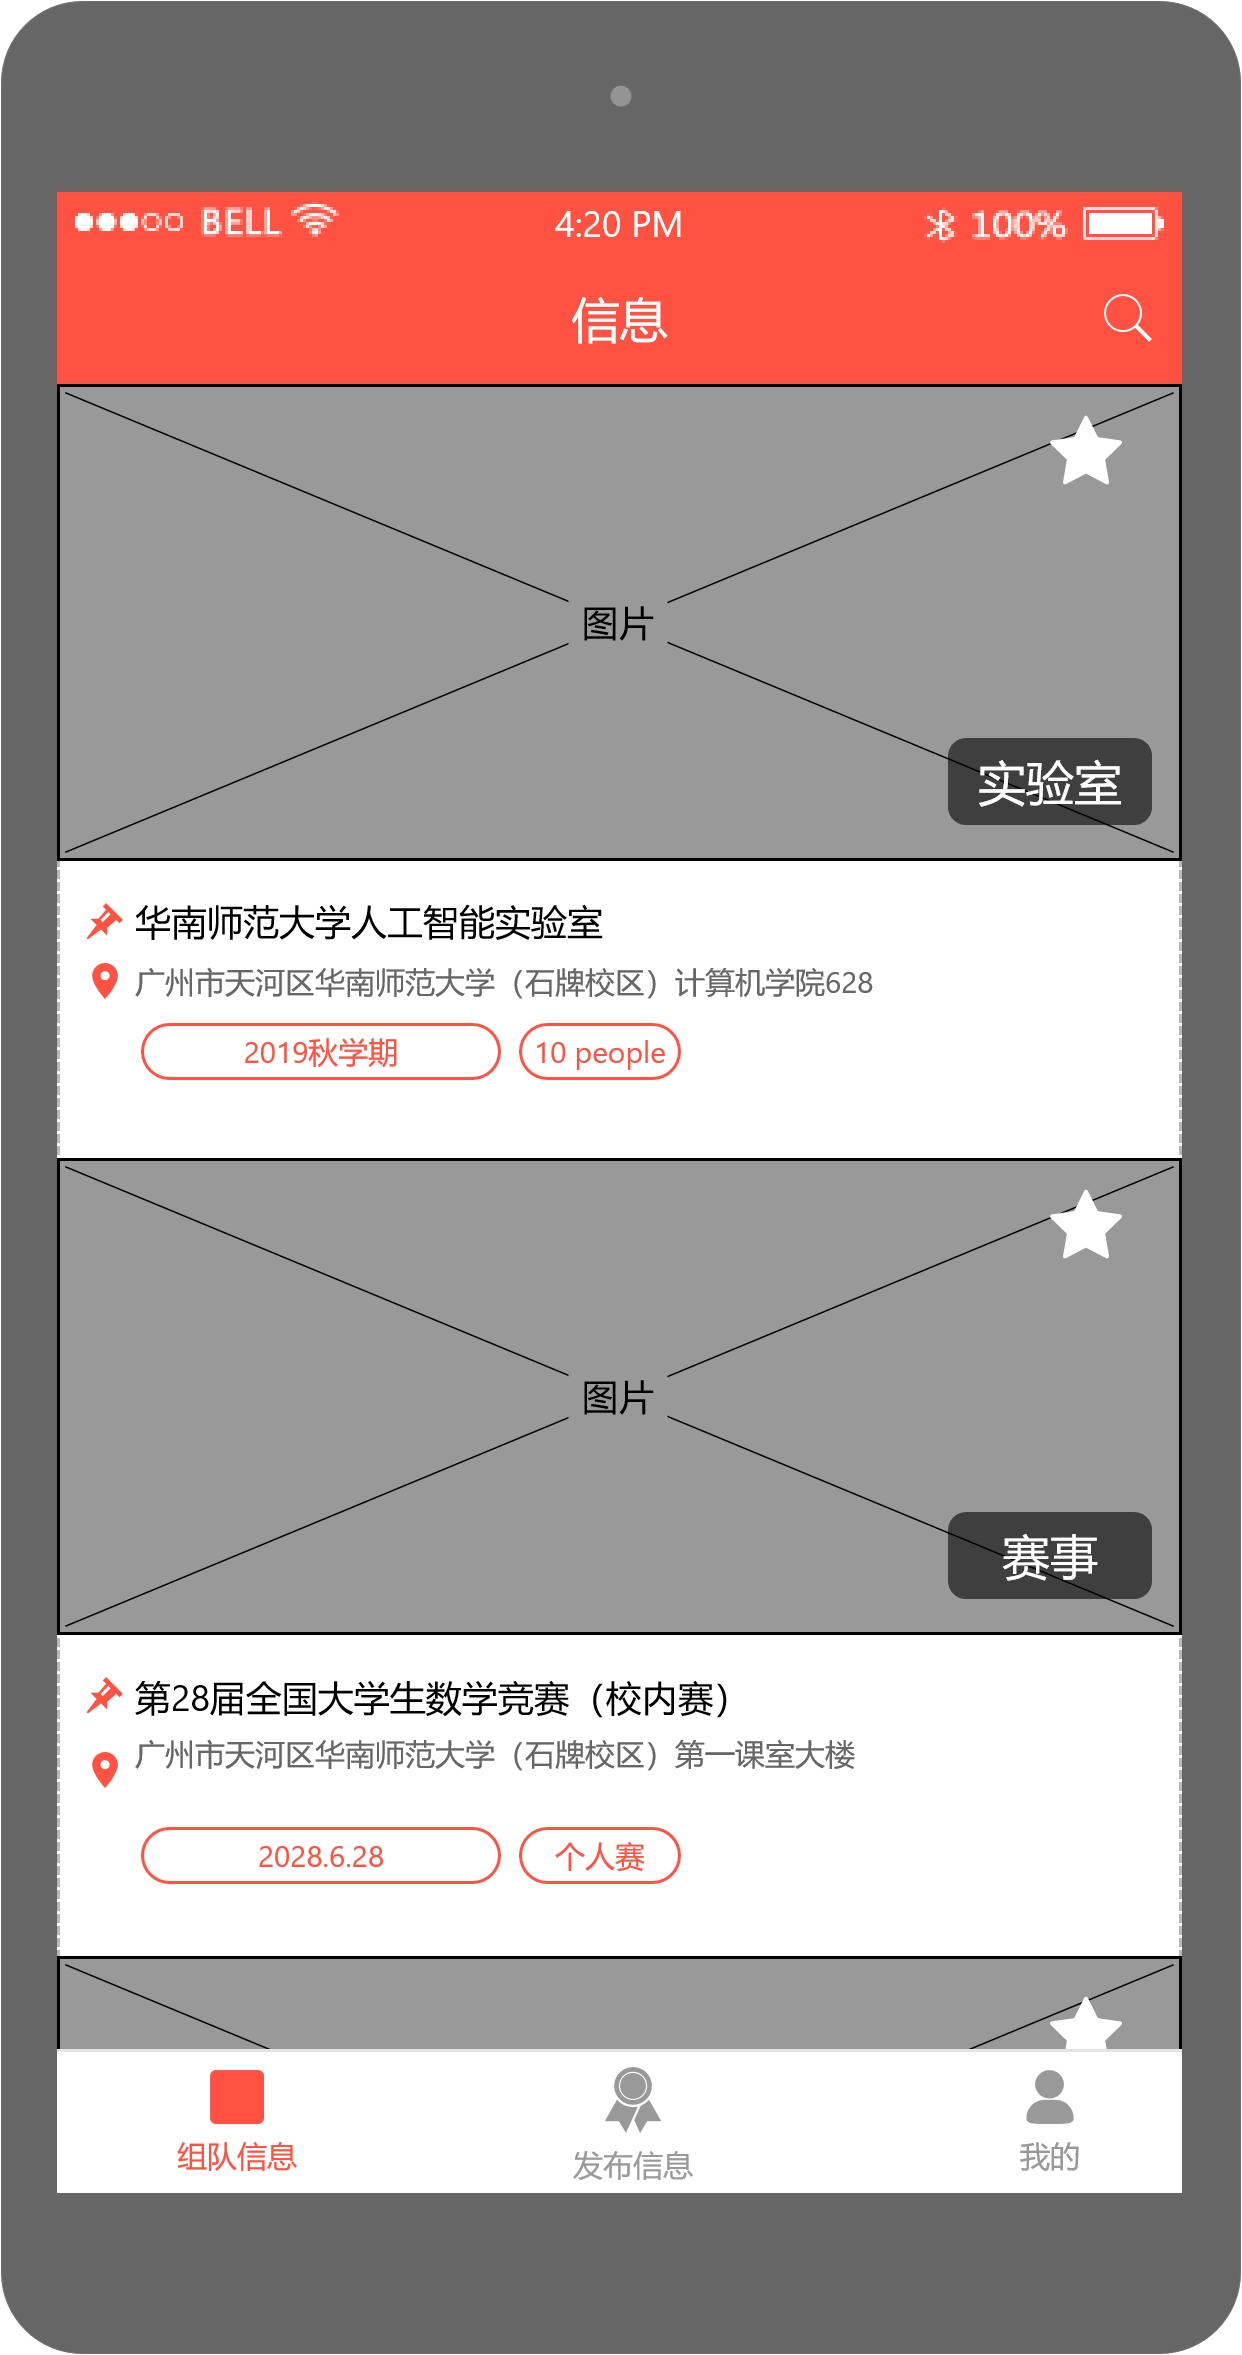 BELL 4:20 PM 100%
信息
图片
实验室
华南师范大学人工智能实验室
广州市天河区华南师范大学（石牌校区）计算机学院628
2019秋学期 10 people
图片
赛事
第28届全国大学生数学竞赛（校内赛）
广州市天河区华南师范大学（石牌校区）第一课室大楼
2028.6.28 个人赛
组队信息 发布信息 我的